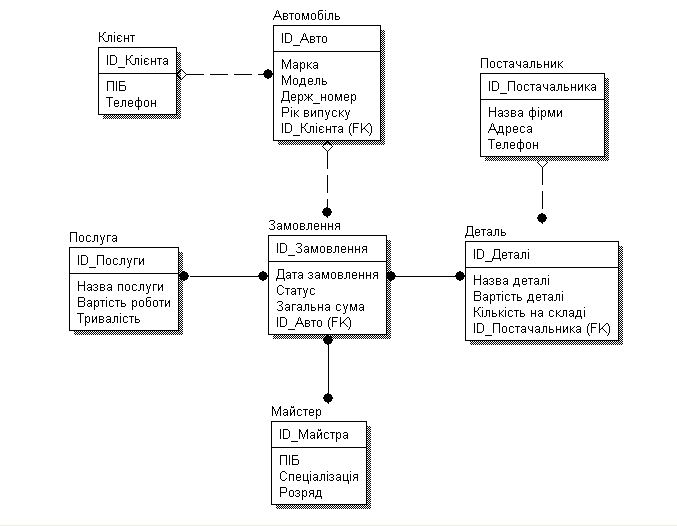 Автомобіль
ID_Авто
Марка
Модель
Держ_номер
Рік випуску
ID_Клієнта (FK)
Клієнт
ID_Клієнта
ПІБ
Телефон
Постачальник
ID_Постачальника
Назва фірми
Адреса
Телефон
Послуга
ID_Послуги
Назва послуги
Вартість роботи
Тривалість
Замовлення
ID_Замовлення
Дата замовлення
Статус
Загальна сума
ID_Авто (FK)
Деталь
ID_Деталі
Назва деталі
Вартість деталі
Кількість на складі
ID_Постачальника (FK)
Майстер
ID_Майстра
ПІБ
Спеціалізація
Розряд